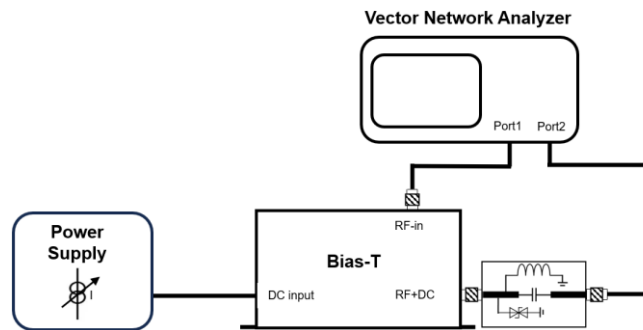 Vector Network Analyzer
Port1 Port2
RF-in
Power
Supply
I
Bias-T
DC input
RF+DC